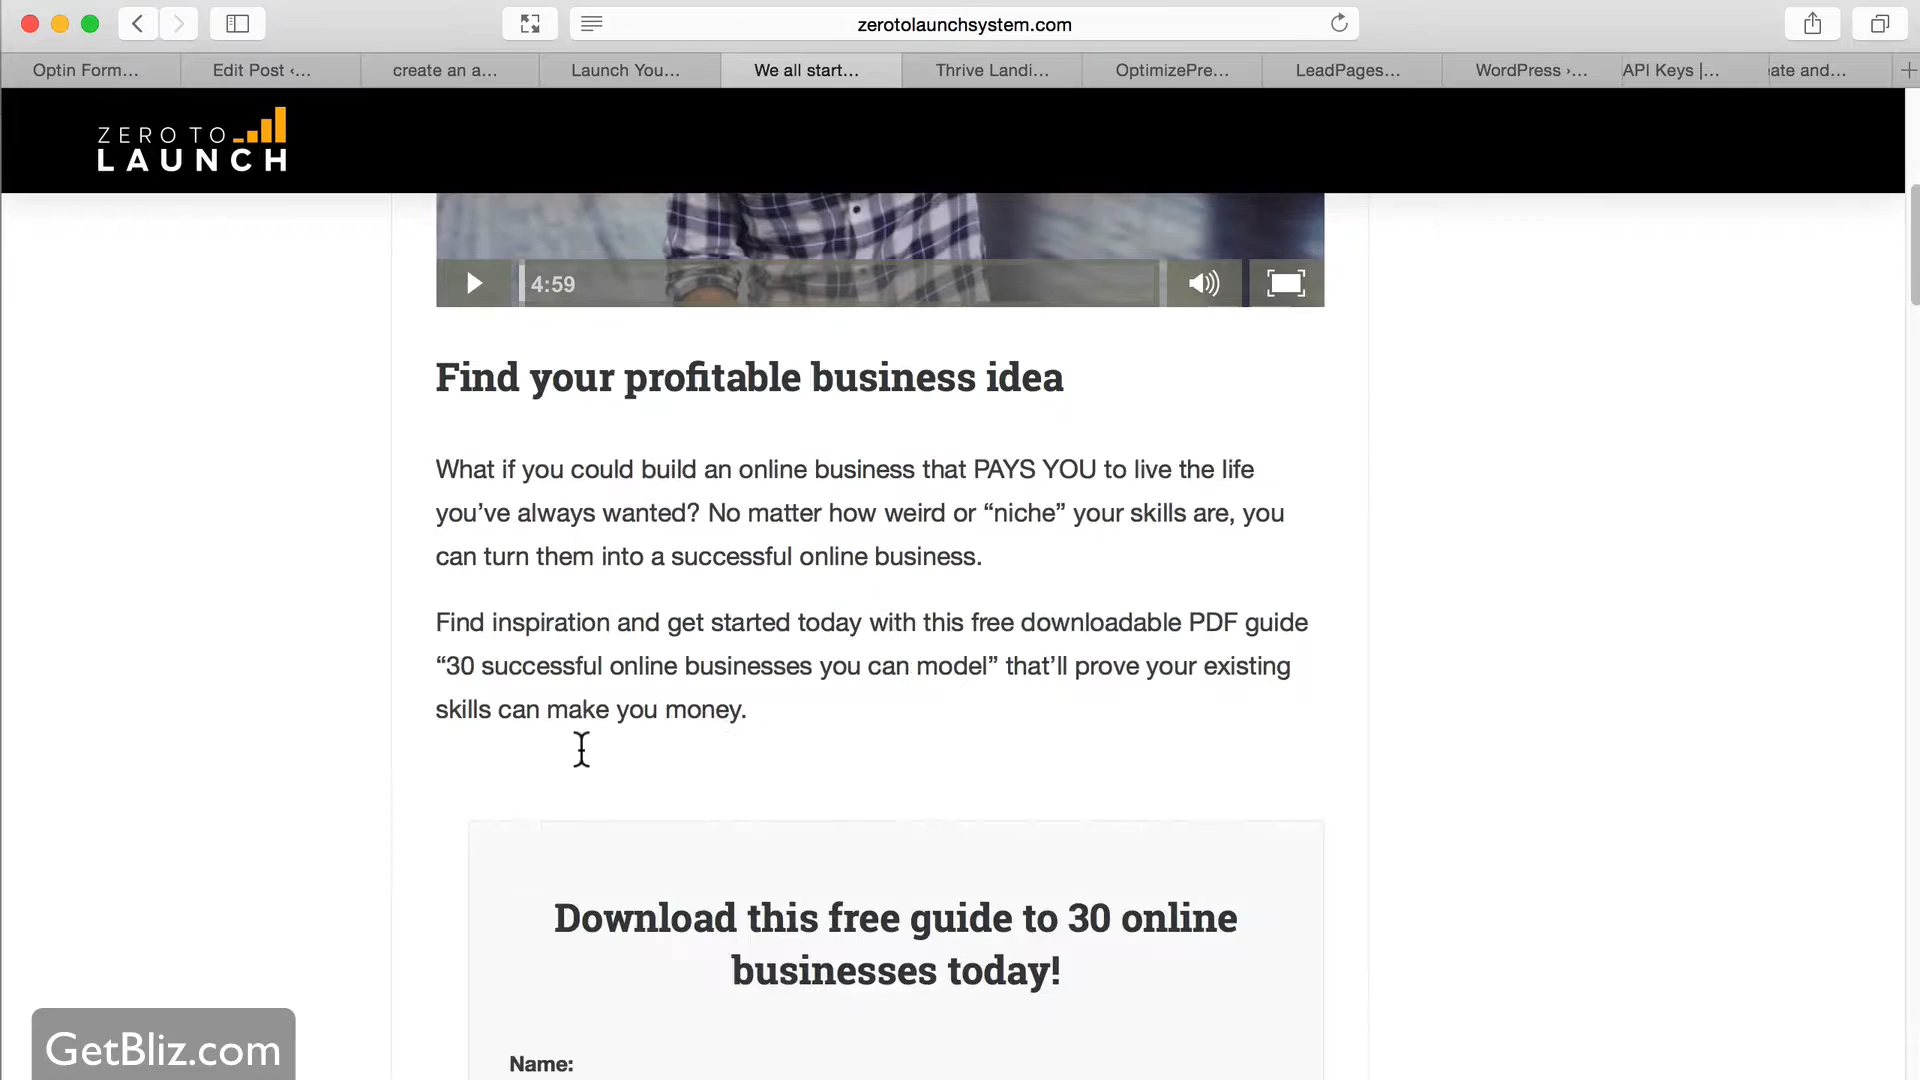 zerotolaunchsystem.com
Optin Form... Edit Post ‹... create an a... Launch You... We all start... Thrive Landi... OptimizePre... LeadPages... WordPress ›... API Keys |... ate and...
ZERO TO
LAUNCH
4:59
Find your profitable business idea
What if you could build an online business that PAYS YOU to live the life
you’ve always wanted? No matter how weird or “niche” your skills are, you
can turn them into a successful online business.
Find inspiration and get started today with this free downloadable PDF guide
“30 successful online businesses you can model” that’ll prove your existing
skills can make you money.
Download this free guide to 30 online
businesses today!
Name:
GetBliz.com